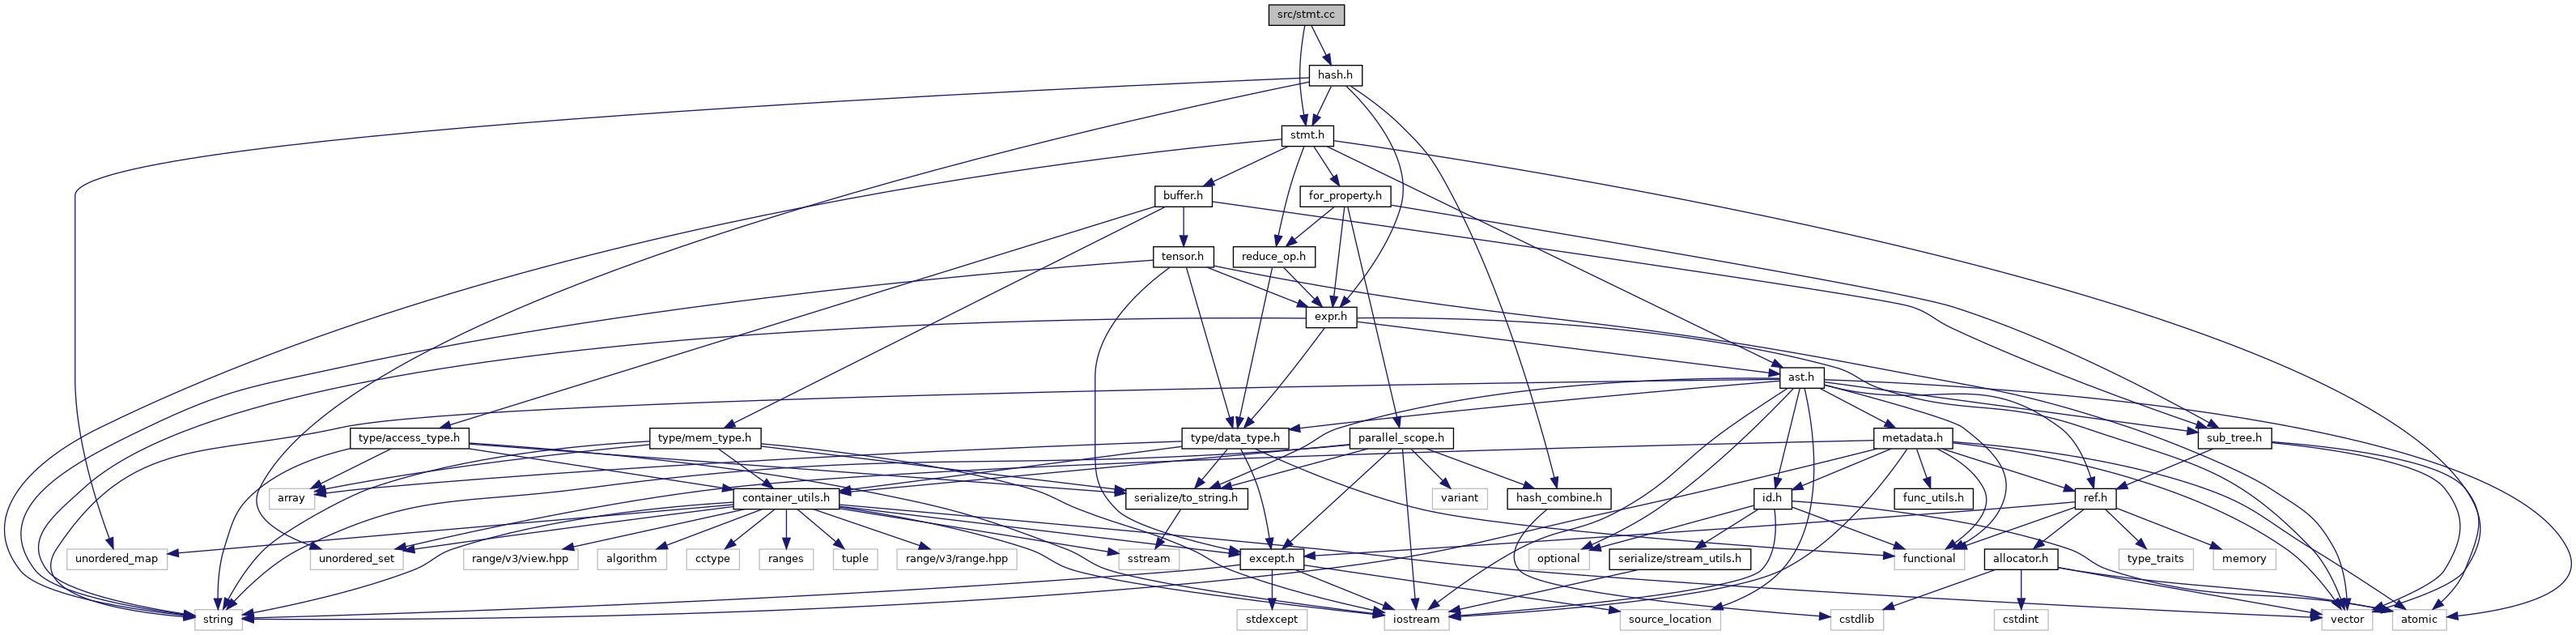 src/stmt.cc
hash.h
stmt.h
buffer.h
for_property.h
tensor.h
reduce_op.h
expr.h
ast.h
type/access_type.h
type/mem_type.h
type/data_type.h
parallel_scope.h
metadata.h
sub_tree.h
array
container_utils.h
serialize/to_string.h
variant
hash_combine.h
id.h
func_utils.h
ref.h
unordered_map
unordered_set
range/v3/view.hpp
algorithm
cctype
ranges
tuple
range/v3/range.hpp
sstream
except.h
optional
serialize/stream_utils.h
functional
allocator.h
type_traits
memory
string
stdexcept
iostream
source_location
cstdlib
cstdint
vector
atomic